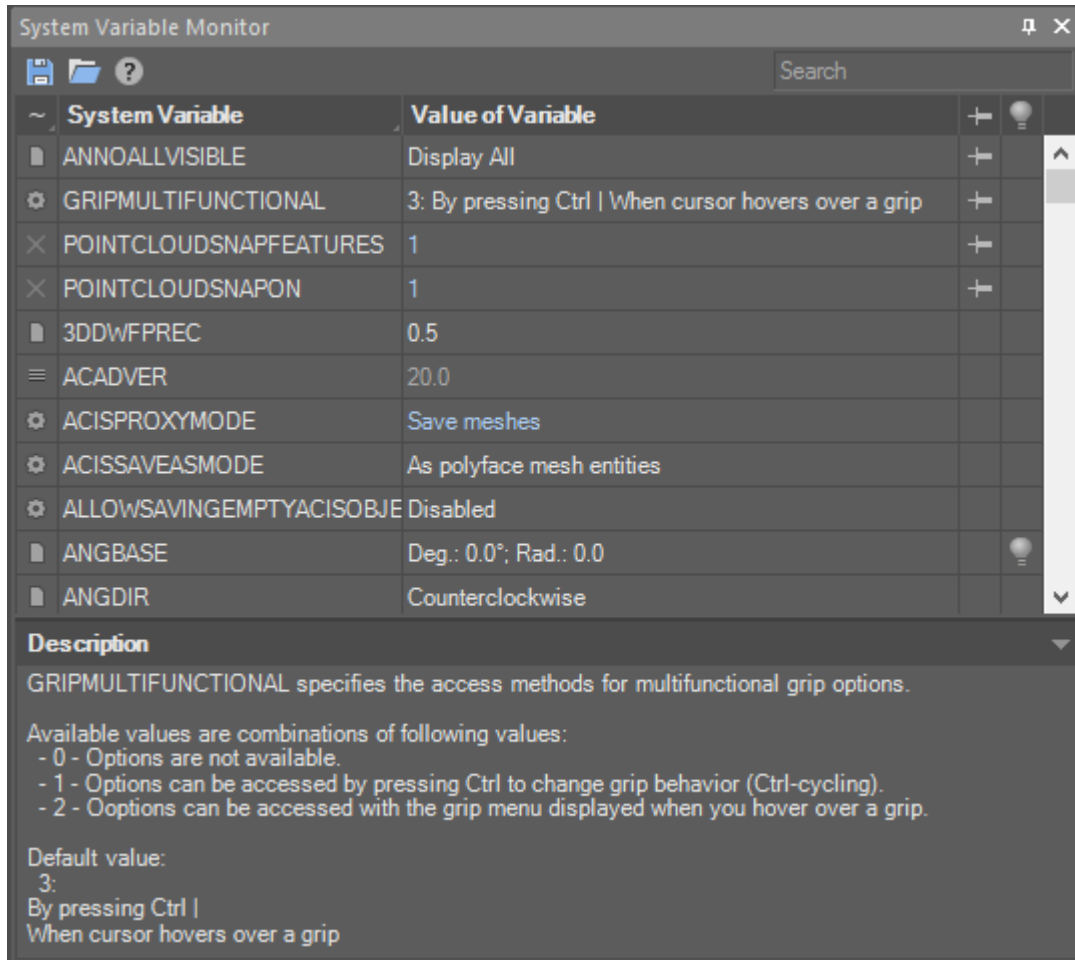 System Variable Monitor
Search
~ System Variable Value of Variable
ANNOALLVISIBLE Display All
GRIPMULTIFUNCTIONAL 3: By pressing Ctrl | When cursor hovers over a grip
POINTCLOUDSNAPFEATURES 1
POINTCLOUDSNAPON 1
3DDWFPREC 0.5
ACADVER 20.0
ACISPROXYMODE Save meshes
ACISSAVEASMODE As polyface mesh entities
ALLOWSAVINGEMPTYACISOBJE Disabled
ANGBASE Deg.: 0.0°; Rad.: 0.0
ANGDIR Counterclockwise
Description
GRIPMULTIFUNCTIONAL specifies the access methods for multifunctional grip options.
Available values are combinations of following values:
- 0 - Options are not available.
- 1 - Options can be accessed by pressing Ctrl to change grip behavior (Ctrl-cycling).
- 2 - Ooptions can be accessed with the grip menu displayed when you hover over a grip.
Default value:
3:
By pressing Ctrl |
When cursor hovers over a grip